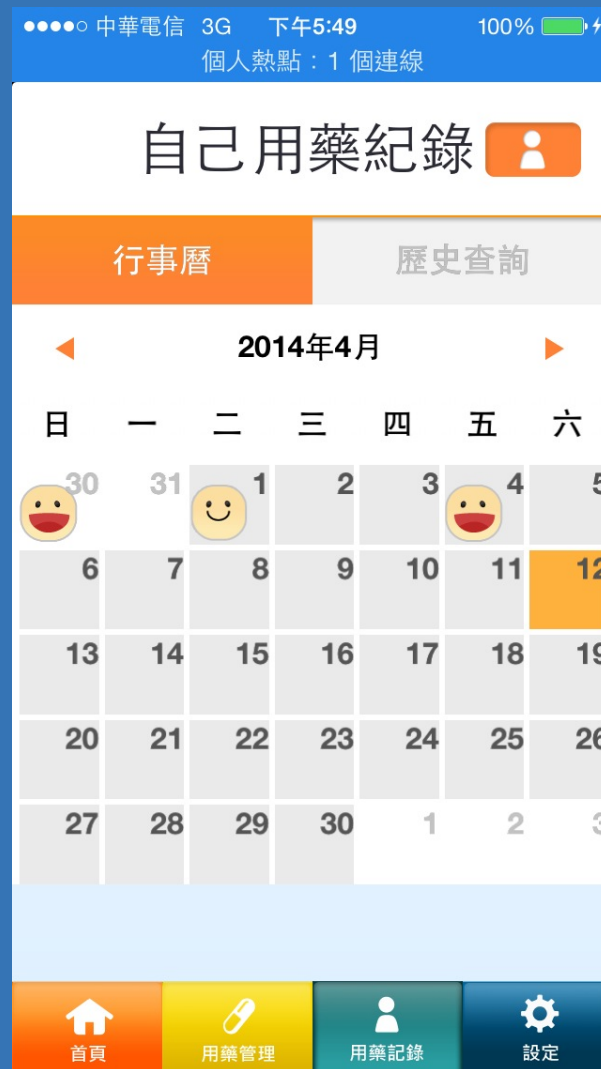 中華電信 3G 下午5:49 100%
個人熱點：1 個連線
自己用藥紀錄
行事曆 歷史查詢
2014年4月
日 一 二 三 四 五 六
30 31 1 2 3 4 5
6 7 8 9 10 11 12
13 14 15 16 17 18 19
20 21 22 23 24 25 26
27 28 29 30 1 2 3
首頁 用藥管理 用藥記錄 設定